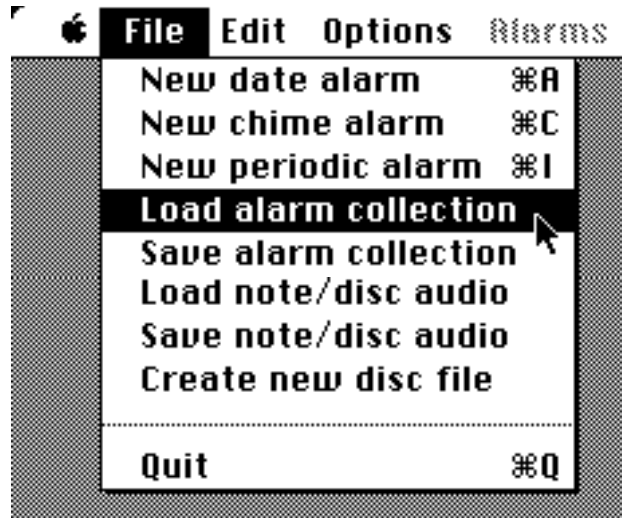 File Edit Options Alarms
New date alarm ⌘A
New chime alarm ⌘C
New periodic alarm ⌘I
Load alarm collection
Save alarm collection
Load note/disc audio
Save note/disc audio
Create new disc file
Quit ⌘Q